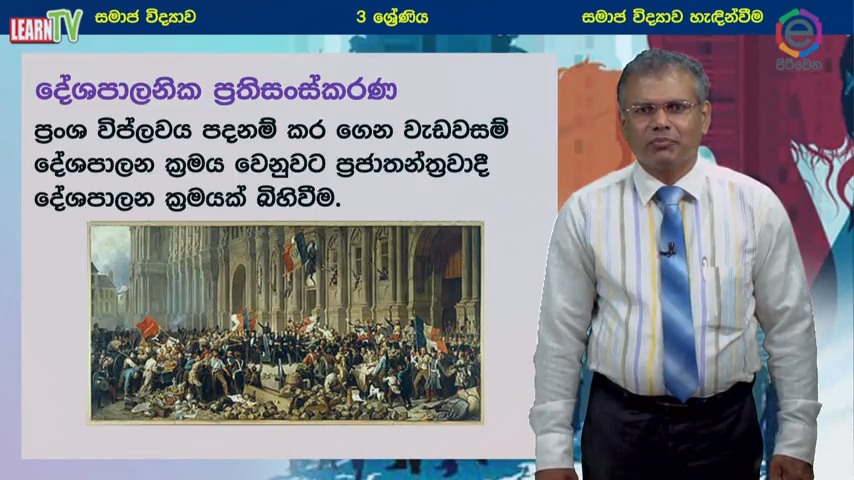 LEARN TV
සමාජ විද්‍යාව
3 ශ්‍රේණිය
සමාජ විද්‍යාව හැඳින්වීම
පිරිවෙන
දේශපාලනික ප්‍රතිසංස්කරණ
ප්‍රංශ විප්ලවය පදනම් කර ගෙන වැඩවසම්
දේශපාලන ක්‍රමය වෙනුවට ප්‍රජාතන්ත්‍රවාදී
දේශපාලන ක්‍රමයක් බිහිවීම.